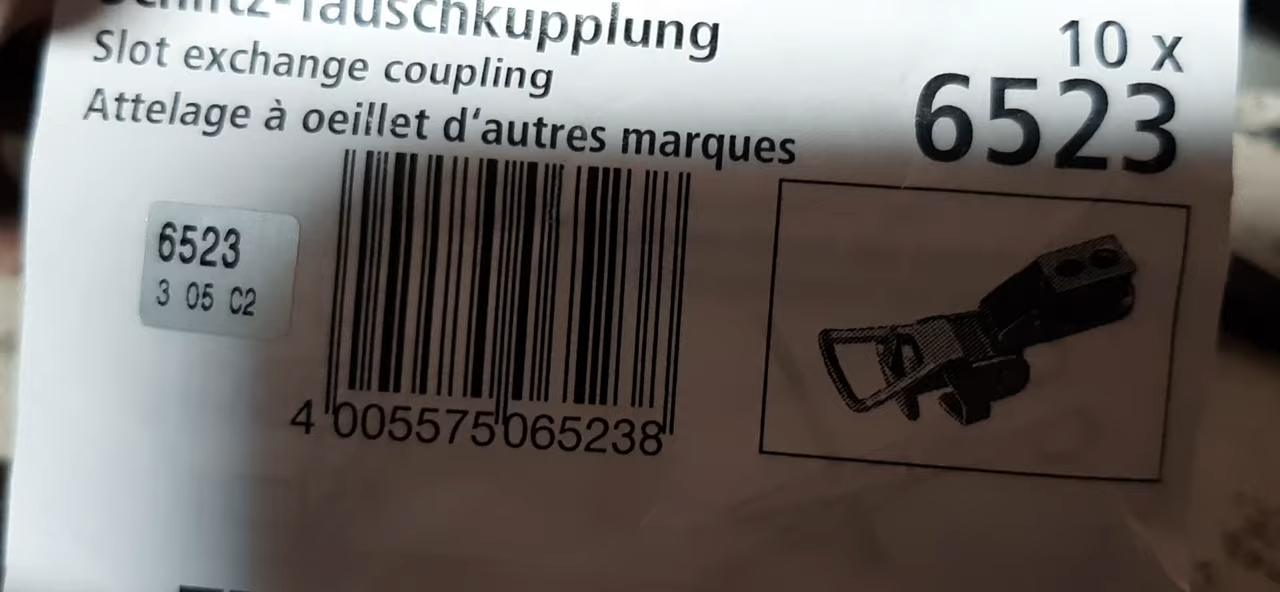 Schlitz-Tauschkupplung
Slot exchange coupling
Attelage à oeillet d'autres marques
10 x
6523
6523
3 05 C2
4 005575 065238